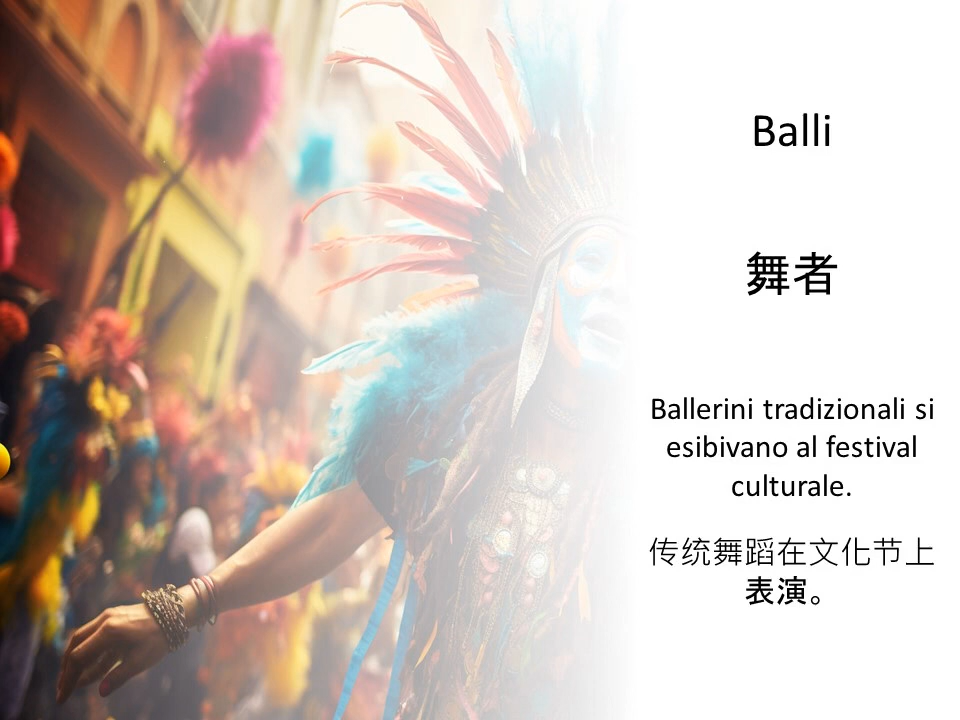 Balli
舞者
Ballerini tradizionali si
esibivano al festival
culturale.
传统舞蹈在文化节上
表演。